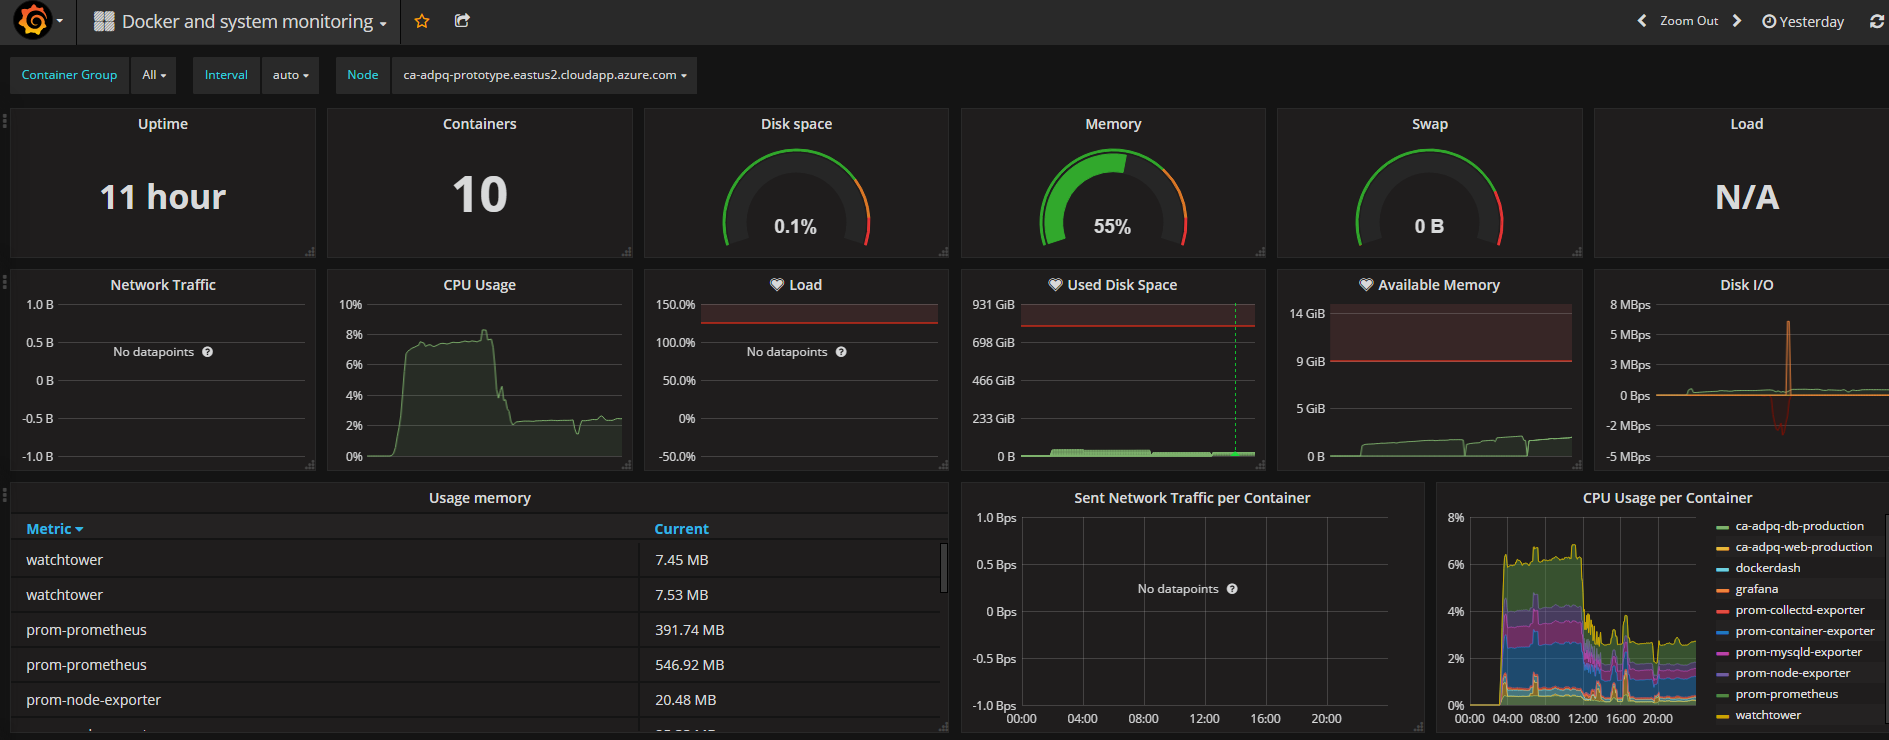 Docker and system monitoring
Zoom Out
Yesterday
Container Group
All
Interval
auto
Node
ca-adpq-prototype.eastus2.cloudapp.azure.com
Uptime
11 hour
Containers
10
Disk space
0.1%
Memory
55%
Swap
0 B
Load
N/A
Network Traffic
1.0 B
0.5 B
0 B
-0.5 B
-1.0 B
No datapoints
CPU Usage
10%
8%
6%
4%
2%
0%
Load
150.0%
100.0%
50.0%
0%
-50.0%
No datapoints
Used Disk Space
931 GiB
698 GiB
466 GiB
233 GiB
0 B
Available Memory
14 GiB
9 GiB
5 GiB
0 B
Disk I/O
8 MBps
5 MBps
3 MBps
0 Bps
-2 MBps
-5 MBps
Usage memory
Metric Current
watchtower 7.45 MB
watchtower 7.53 MB
prom-prometheus 391.74 MB
prom-prometheus 546.92 MB
prom-node-exporter 20.48 MB
Sent Network Traffic per Container
1.0 Bps
0.5 Bps
0 Bps
-0.5 Bps
-1.0 Bps
No datapoints
00:00 04:00 08:00 12:00 16:00 20:00
CPU Usage per Container
8%
6%
4%
2%
0%
00:00 04:00 08:00 12:00 16:00 20:00
ca-adpq-db-production
ca-adpq-web-production
dockerdash
grafana
prom-collectd-exporter
prom-container-exporter
prom-mysqld-exporter
prom-node-exporter
prom-prometheus
watchtower